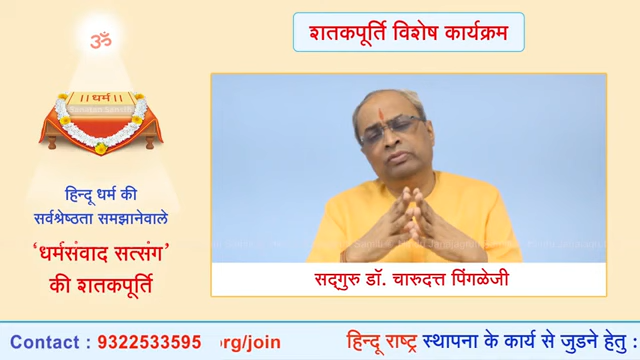 शतकपूर्ति विशेष कार्यक्रम
ॐ
॥ धर्म ॥
हिन्दू धर्म की
सर्वश्रेष्ठता समझानेवाले
‘धर्मसंवाद सत्संग’
की शतकपूर्ति
सद्गुरु डॉ. चारुदत्त पिंगळेजी
Contact : 9322533595 org/join हिन्दू राष्ट्र स्थापना के कार्य से जुडने हेतु :